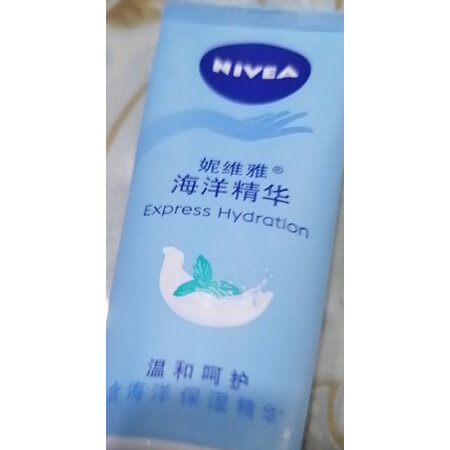 NIVEA
妮维雅®
海洋精华
Express Hydration
温和呵护
含海洋保湿精华